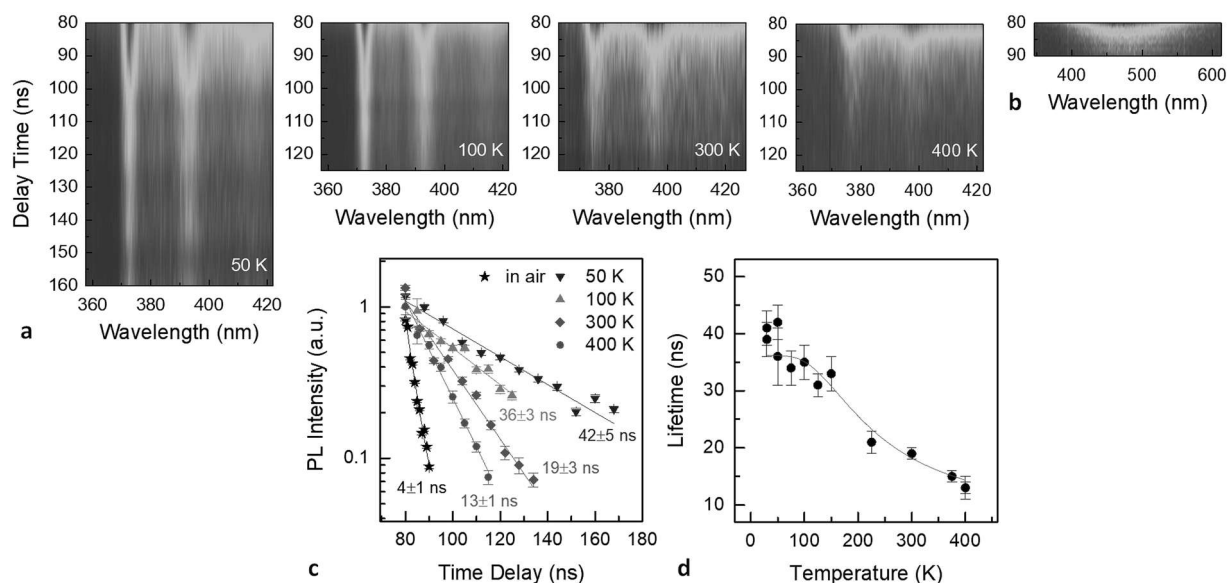 80
90
100
110
120
130
140
150
160
Delay Time (ns)
360 380 400 420
Wavelength (nm)
50 K
a
80
90
100
110
120
360 380 400 420
Wavelength (nm)
100 K
80
90
100
110
120
360 380 400 420
Wavelength (nm)
300 K
80
90
100
110
120
360 380 400 420
Wavelength (nm)
400 K
80
90
400 500 600
b Wavelength (nm)
1
0.1
PL Intensity (a.u.)
★ in air ▼ 50 K
▲ 100 K
◆ 300 K
● 400 K
36±3 ns
42±5 ns
19±3 ns
4±1 ns
13±1 ns
80 100 120 140 160 180
c Time Delay (ns)
50
40
30
20
10
Lifetime (ns)
0 100 200 300 400
d Temperature (K)